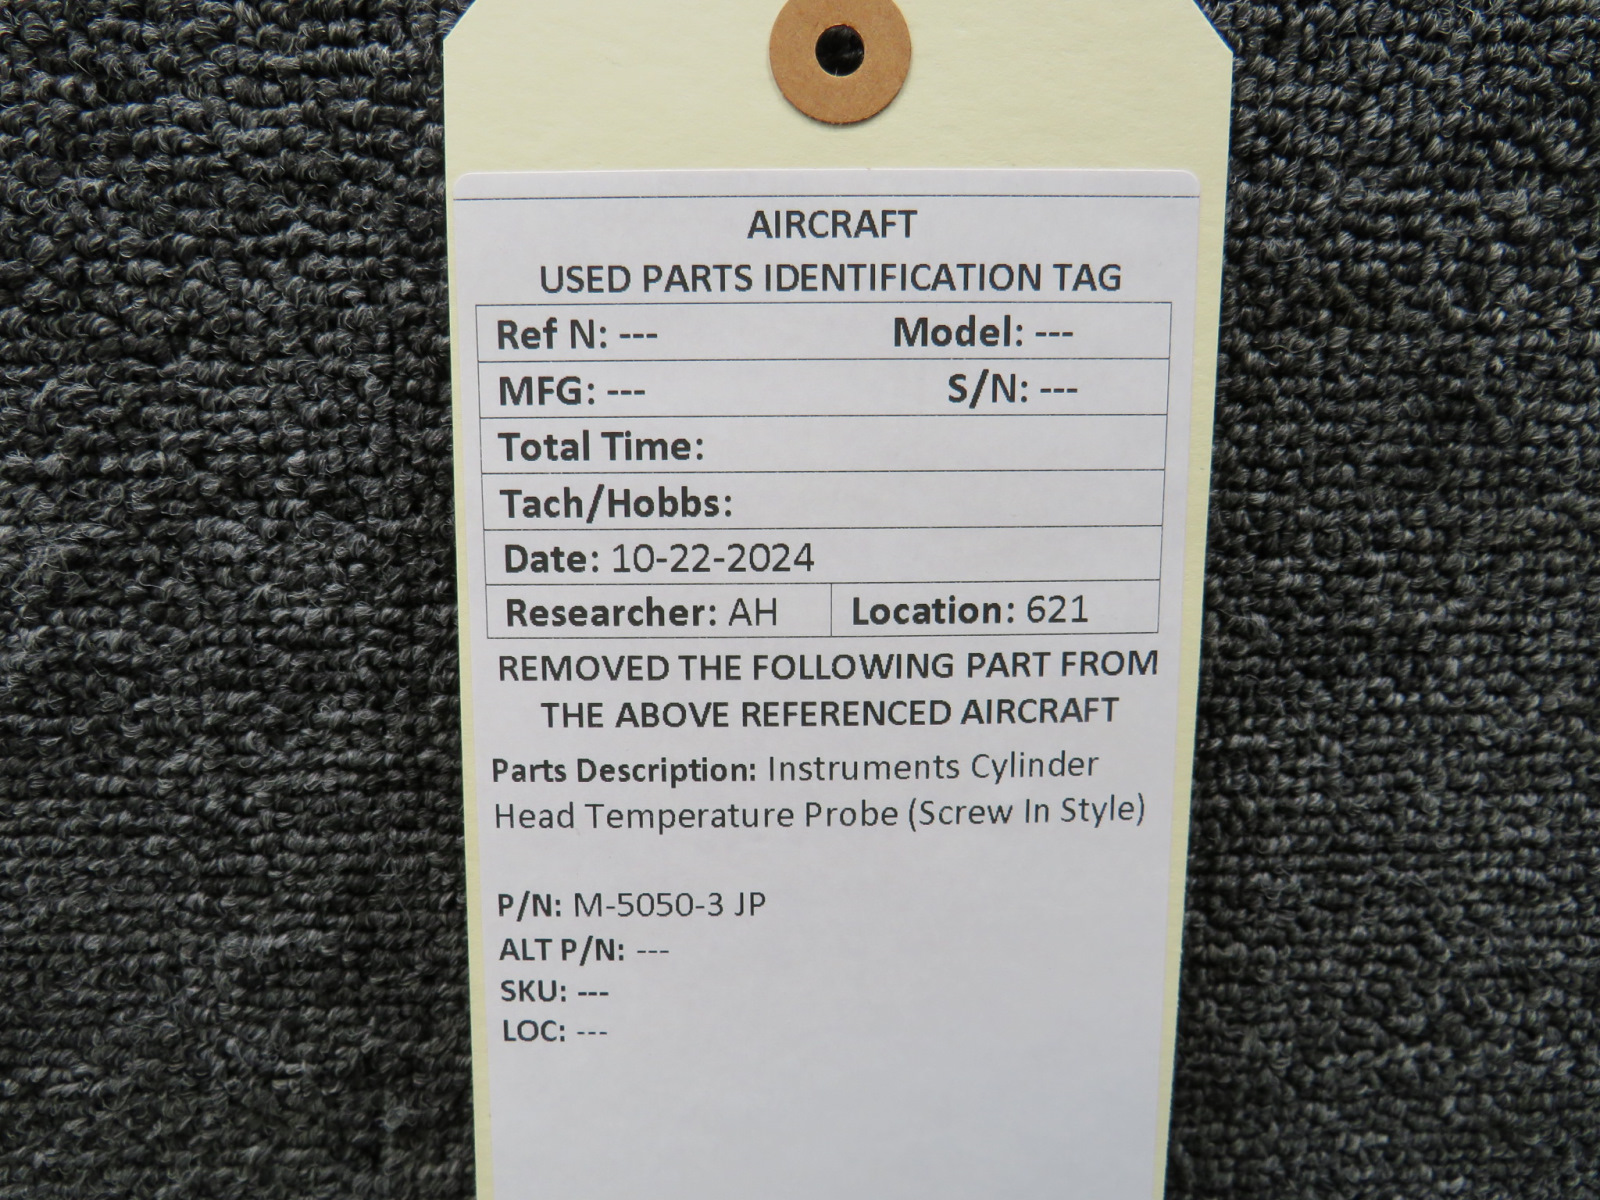 AIRCRAFT
USED PARTS IDENTIFICATION TAG
Ref N: --- Model: ---
MFG: --- S/N: ---
Total Time:
Tach/Hobbs:
Date: 10-22-2024
Researcher: AH Location: 621
REMOVED THE FOLLOWING PART FROM
THE ABOVE REFERENCED AIRCRAFT
Parts Description: Instruments Cylinder
Head Temperature Probe (Screw In Style)
P/N: M-5050-3 JP
ALT P/N: ---
SKU: ---
LOC: ---